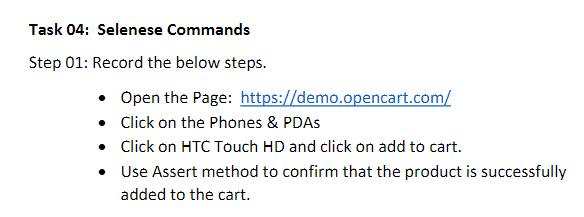 Task 04:  Selenese Commands
Step 01: Record the below steps.
• Open the Page:  https://demo.opencart.com/
• Click on the Phones & PDAs
• Click on HTC Touch HD and click on add to cart.
• Use Assert method to confirm that the product is successfully
added to the cart.